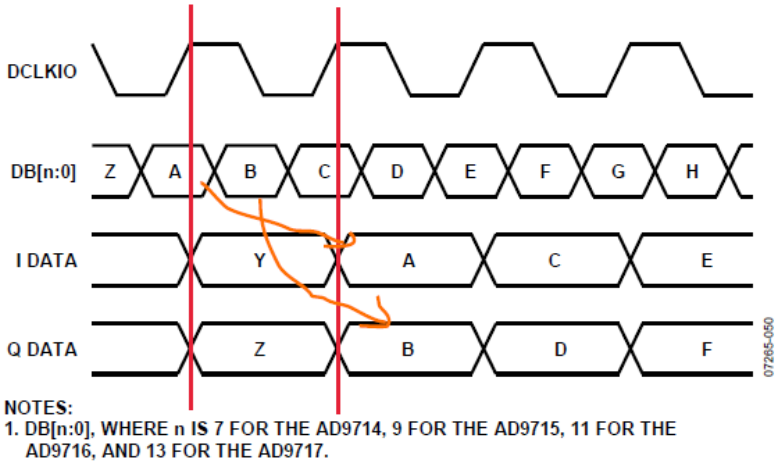 DCLKIO
DB[n:0] Z A B C D E F G H
I DATA Y A C E
Q DATA Z B D F
07265-050
NOTES:
1. DB[n:0], WHERE n IS 7 FOR THE AD9714, 9 FOR THE AD9715, 11 FOR THE
AD9716, AND 13 FOR THE AD9717.